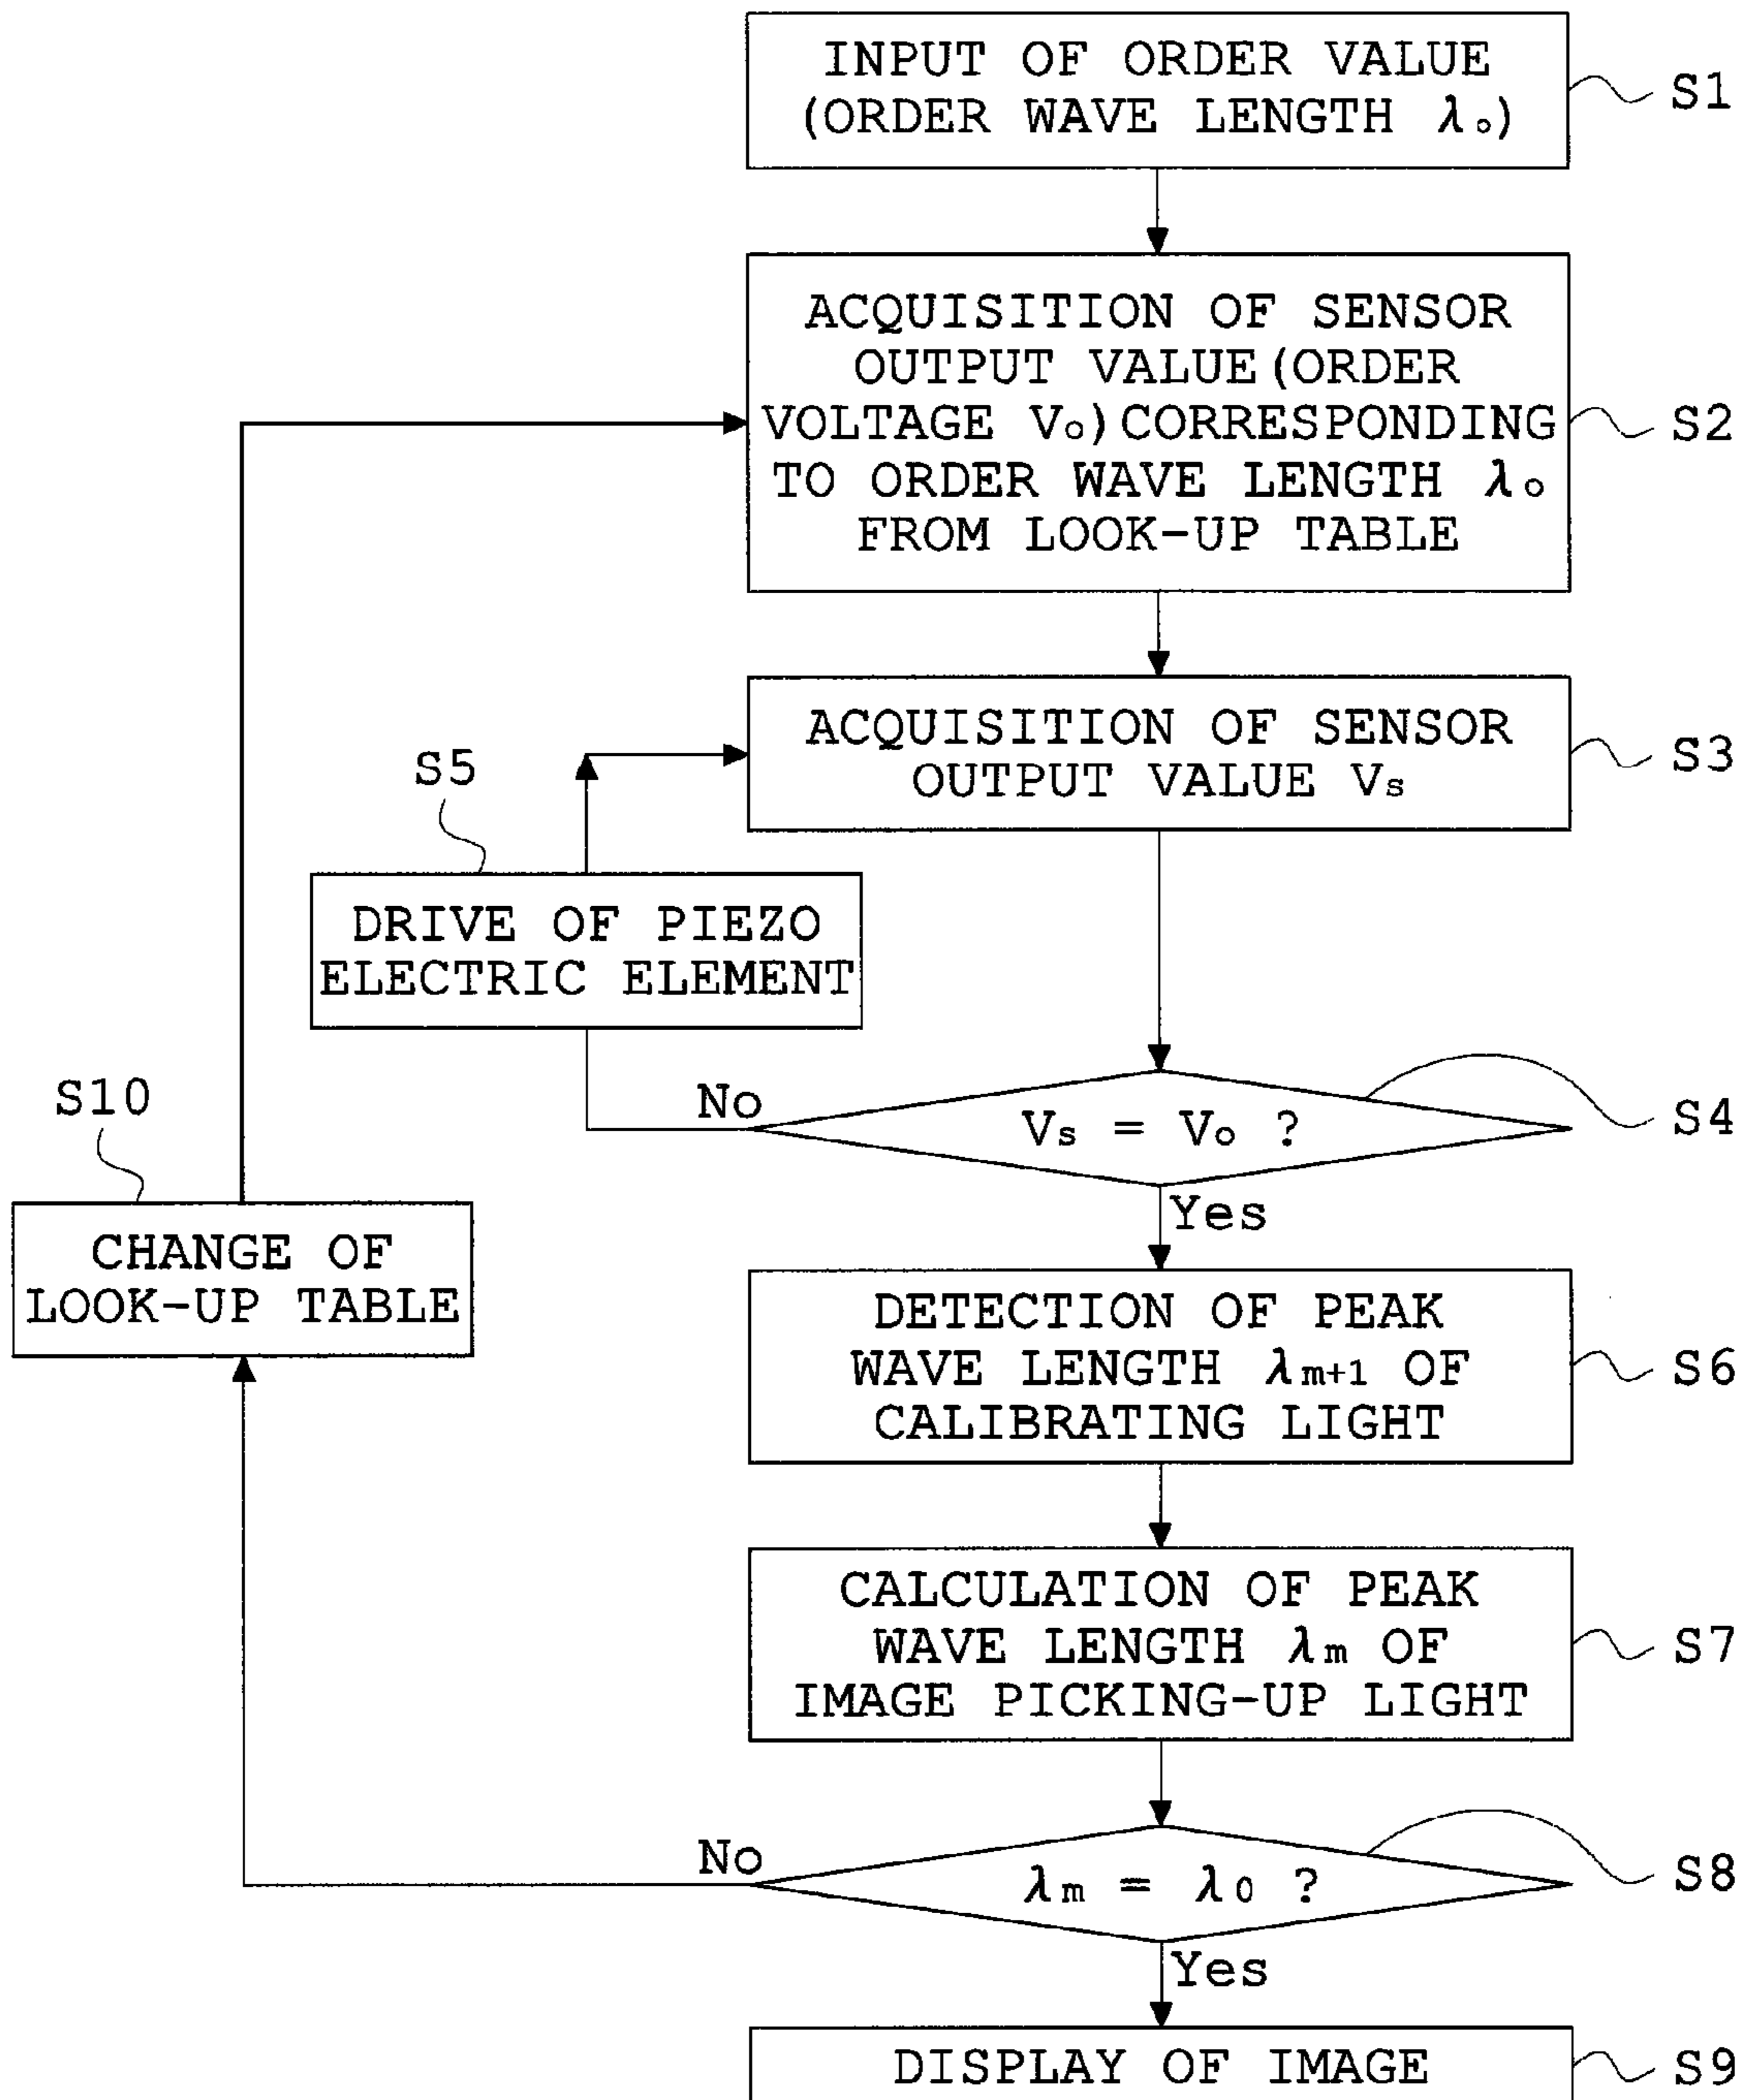 INPUT OF ORDER VALUE
(ORDER WAVE LENGTH λo)
S1
ACQUISITION OF SENSOR
OUTPUT VALUE(ORDER
VOLTAGE Vo)CORRESPONDING
TO ORDER WAVE LENGTH λo
FROM LOOK-UP TABLE
S2
ACQUISITION OF SENSOR
OUTPUT VALUE Vs
S3
S5
DRIVE OF PIEZO
ELECTRIC ELEMENT
No
Vs = Vo ?
S4
Yes
S10
CHANGE OF
LOOK-UP TABLE
DETECTION OF PEAK
WAVE LENGTH λm+1 OF
CALIBRATING LIGHT
S6
CALCULATION OF PEAK
WAVE LENGTH λm OF
IMAGE PICKING-UP LIGHT
S7
No
λm = λ0 ?
S8
Yes
DISPLAY OF IMAGE
S9